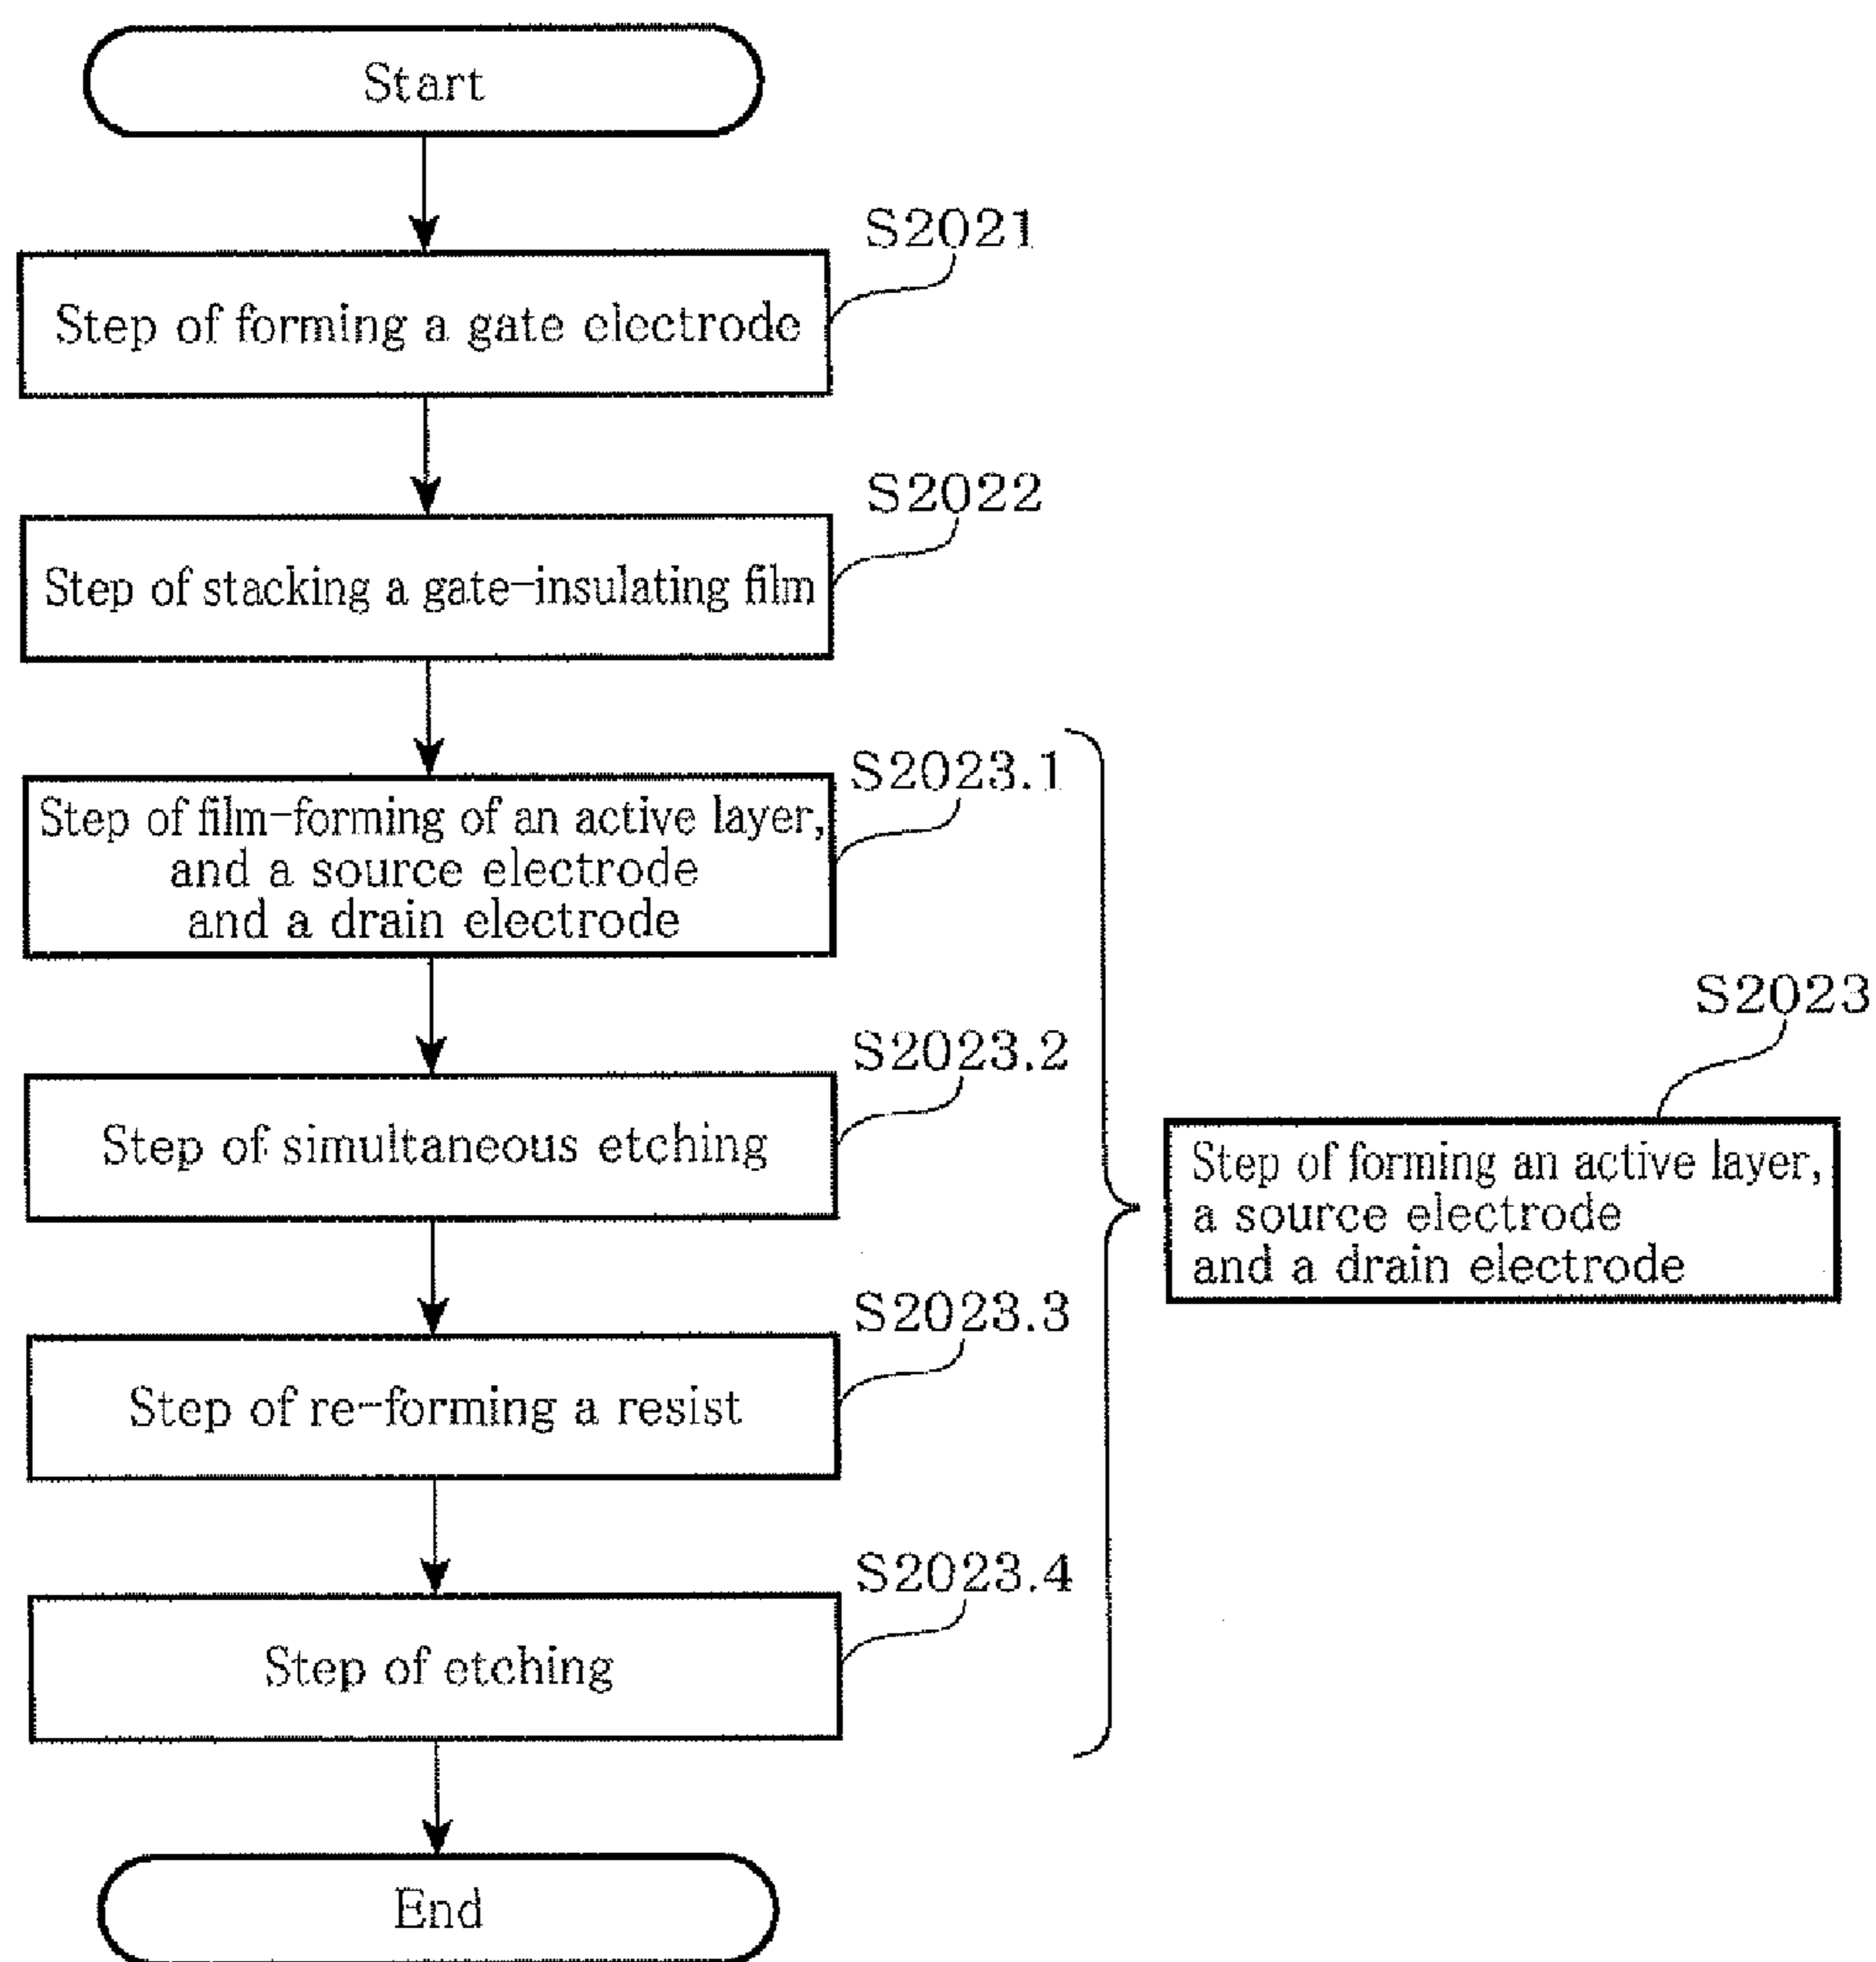 Start
S2021
Step of forming a gate electrode
S2022
Step of stacking a gate-insulating film
S2023.1
Step of film-forming of an active layer,
and a source electrode
and a drain electrode
S2023.2
Step of simultaneous etching
S2023.3
Step of re-forming a resist
S2023.4
Step of etching
End
S2023
Step of forming an active layer,
a source electrode
and a drain electrode